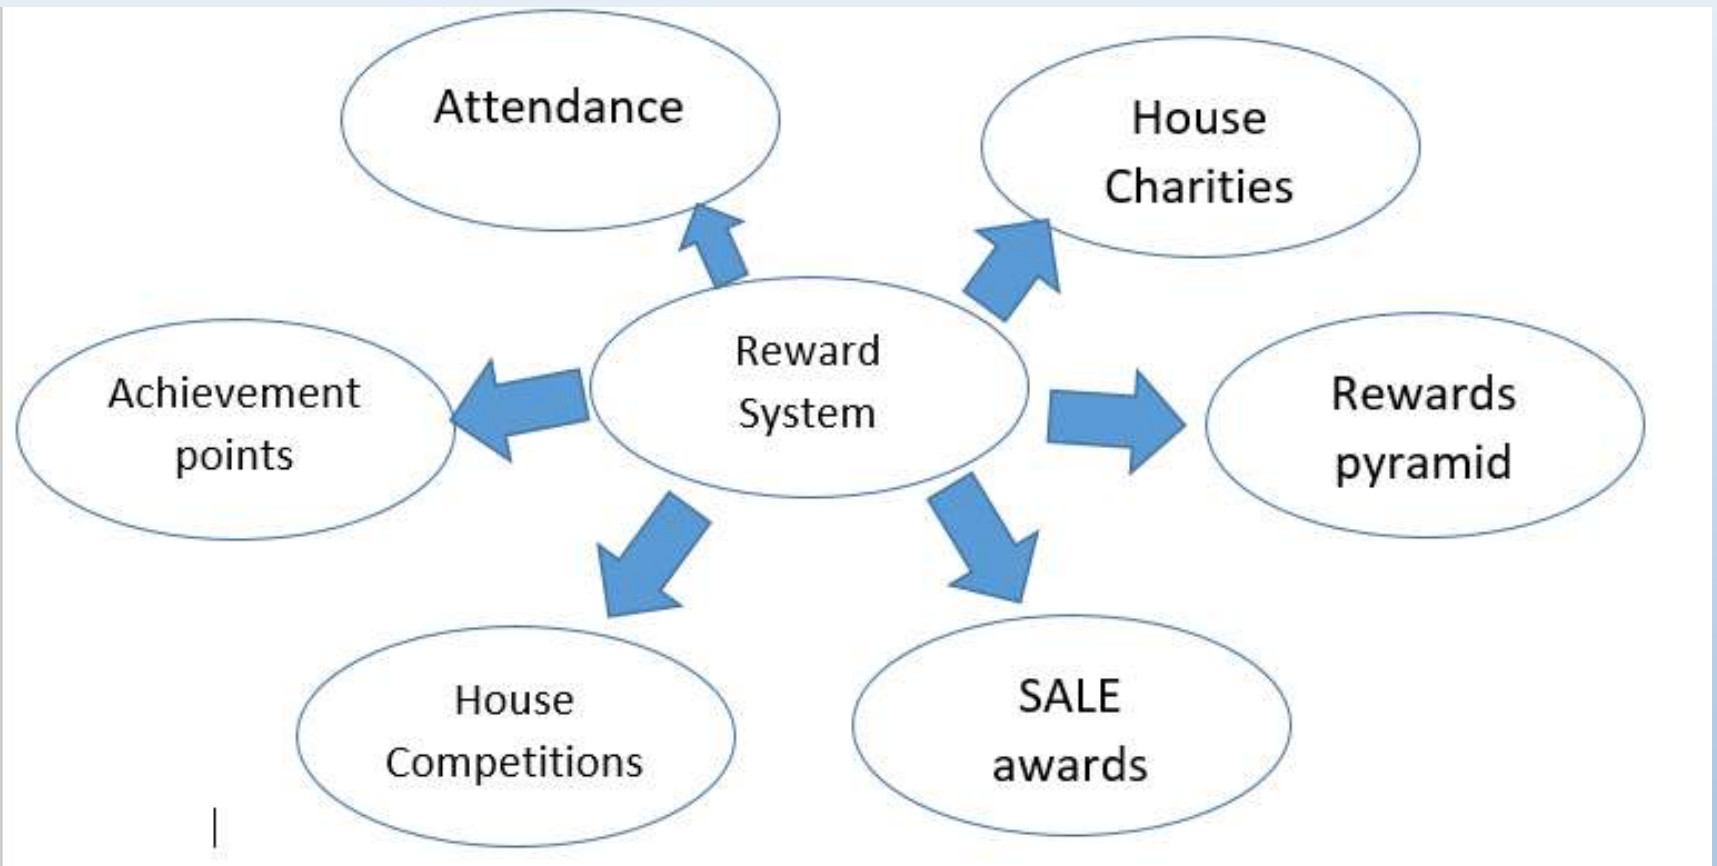 Attendance
House
Charities
Reward
System
Achievement
points
Rewards
pyramid
House
Competitions
SALE
awards